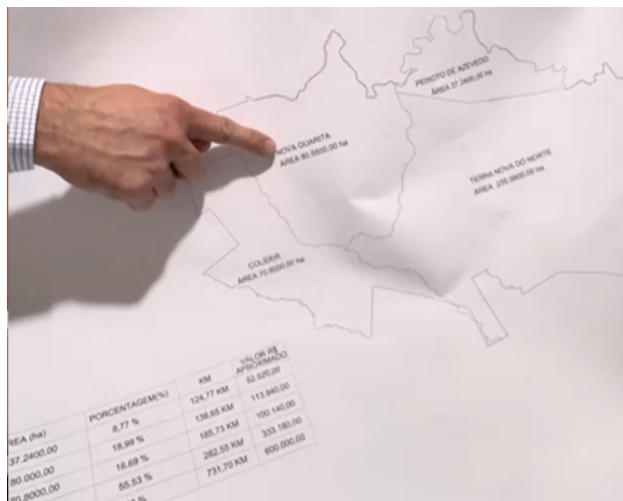 PEIXOTO DE AZEVEDO
ÁREA 37.2400,00 ha
NOVA GUARITA
ÁREA 80.5500,00 ha
TERRA NOVA DO NORTE
ÁREA 235.5800,00 ha
COLÍDER
ÁREA 70.8000,00 ha
PORCENTAGEM(%) KM VALOR R$ APROXIMADO
37.2400,00 8,77 % 124,77 KM 52.620,00
80.000,00 18,99 % 138,65 KM 113.940,00
16,69 % 185,73 KM 100.140,00
55,53 % 282,55 KM 333.180,00
731,70 KM 600.000,00